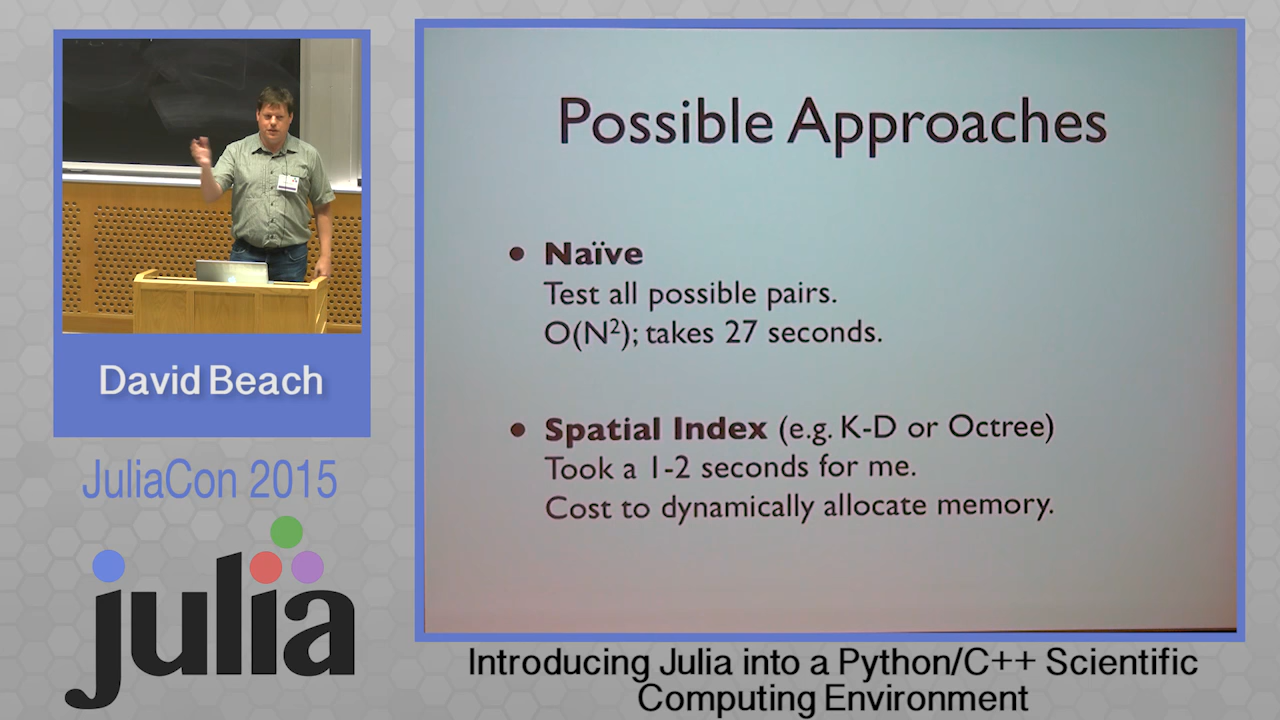 Possible Approaches
• Naïve
Test all possible pairs.
O(N²); takes 27 seconds.
• Spatial Index (e.g. K-D or Octree)
Took a 1-2 seconds for me.
Cost to dynamically allocate memory.
David Beach
JuliaCon 2015
julia
Introducing Julia into a Python/C++ Scientific
Computing Environment